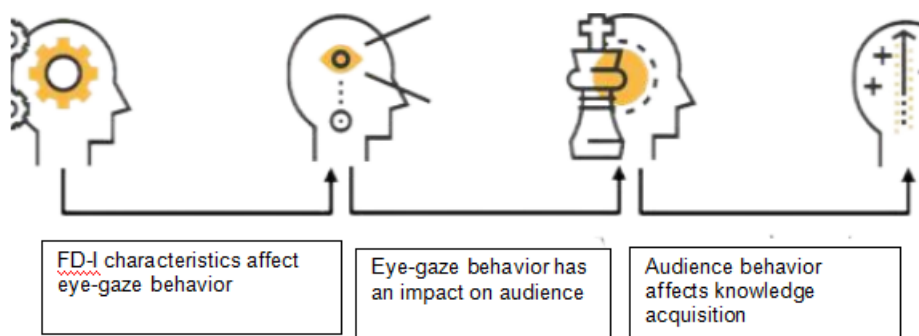 FD-I characteristics affect
eye-gaze behavior
Eye-gaze behavior has
an impact on audience
Audience behavior
affects knowledge
acquisition